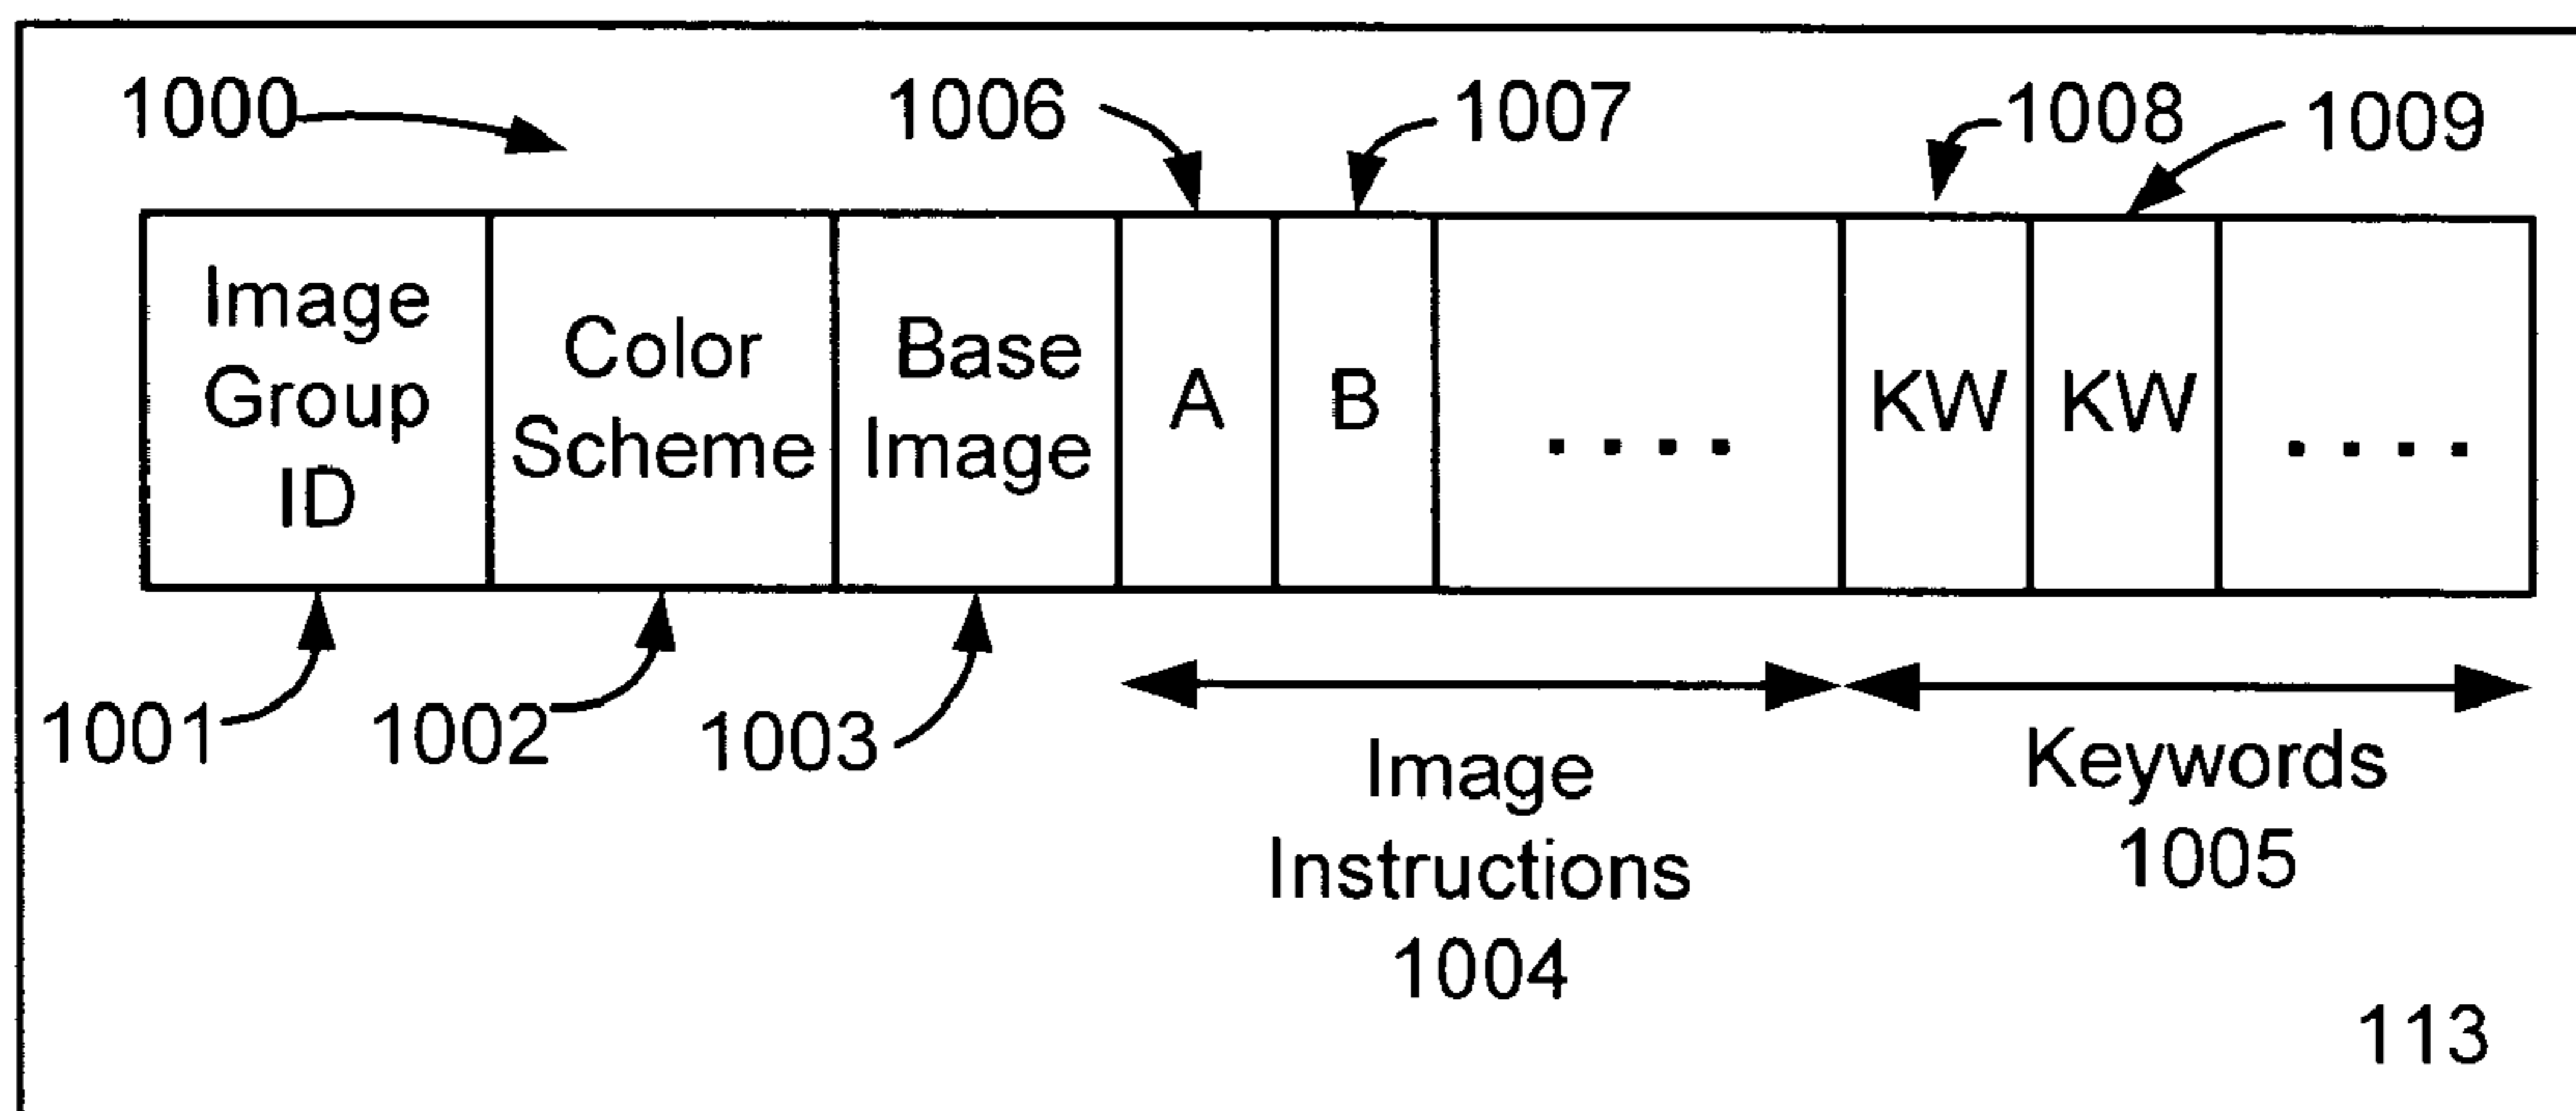 1000
1006
1007
1008
1009
Image
Group
ID
Color
Scheme
Base
Image
A
B
. . . .
KW
KW
. . . .
1001
1002
1003
Image
Instructions
1004
Keywords
1005
113